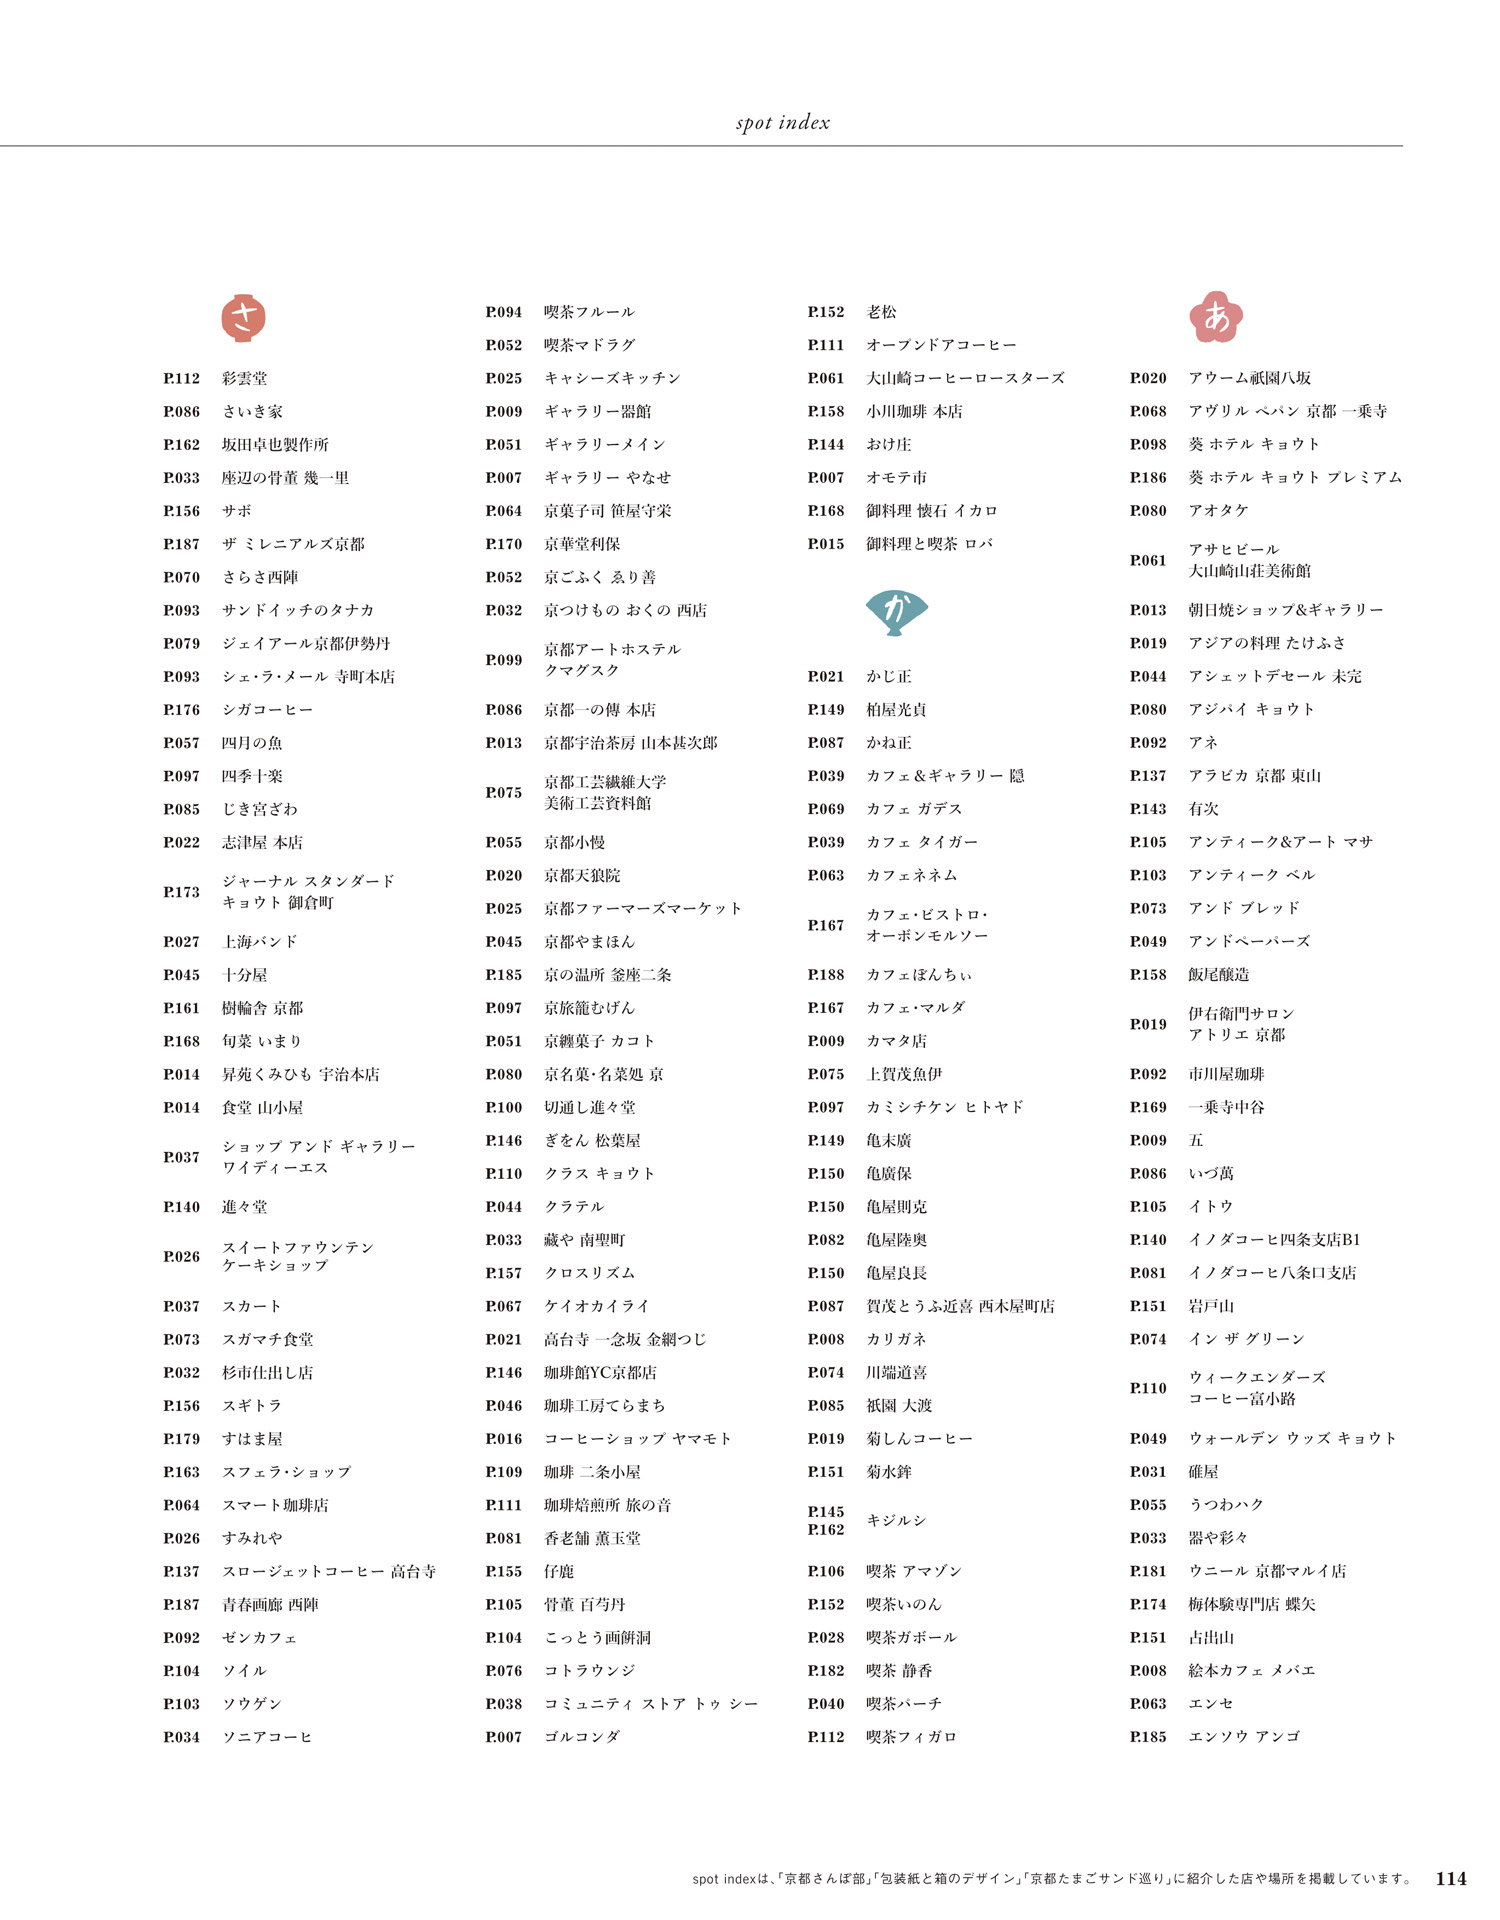 spot index
あ
P.020 アウーム祇園八坂
P.068 アヴリル ペパン 京都 一乗寺
P.098 葵 ホテル キョウト
P.186 葵 ホテル キョウト プレミアム
P.080 アオタケ
P.061 アサヒビール
大山崎山荘美術館
P.013 朝日焼ショップ&ギャラリー
P.019 アジアの料理 たけふさ
P.044 アシェットデセール 未完
P.080 アジパイ キョウト
P.092 アネ
P.137 アラビカ 京都 東山
P.143 有次
P.105 アンティーク&アート マサ
P.103 アンティーク ベル
P.073 アンド ブレッド
P.049 アンドペーパーズ
P.158 飯尾醸造
P.019 伊右衛門サロン
アトリエ 京都
P.092 市川屋珈琲
P.169 一乗寺中谷
P.009 五
P.086 いづ萬
P.105 イトウ
P.140 イノダコーヒ四条支店B1
P.081 イノダコーヒ八条口支店
P.151 岩戸山
P.074 イン ザ グリーン
P.110 ウィークエンダーズ
コーヒー富小路
P.049 ウォールデン ウッズ キョウト
P.031 碓屋
P.055 うつわハク
P.033 器や彩々
P.181 ウニール 京都マルイ店
P.174 梅体験専門店 蝶矢
P.151 占出山
P.008 絵本カフェ メバエ
P.063 エンセ
P.185 エンソウ アンゴ
P.152 老松
P.111 オープンドアコーヒー
P.061 大山崎コーヒーロースターズ
P.158 小川珈琲 本店
P.144 おけ庄
P.007 オモテ市
P.168 御料理 懐石 イカロ
P.015 御料理と喫茶 ロバ
か
P.021 かじ正
P.149 柏屋光貞
P.087 かね正
P.039 カフェ&ギャラリー 隠
P.069 カフェ ガデス
P.039 カフェ タイガー
P.063 カフェネネム
P.167 カフェ・ビストロ・
オーボンモルソー
P.188 カフェぼんちぃ
P.167 カフェ・マルダ
P.009 カマタ店
P.075 上賀茂魚伊
P.097 カミシチケン ヒトヤド
P.149 亀末廣
P.150 亀廣保
P.150 亀屋則克
P.082 亀屋陸奥
P.150 亀屋良長
P.087 賀茂とうふ近喜 西木屋町店
P.008 カリガネ
P.074 川端道喜
P.085 祇園 大渡
P.019 菊しんコーヒー
P.151 菊水鉾
P.145
P.162 キジルシ
P.106 喫茶 アマゾン
P.152 喫茶いのん
P.028 喫茶ガボール
P.182 喫茶 静香
P.040 喫茶パーチ
P.112 喫茶フィガロ
P.094 喫茶フルール
P.052 喫茶マドラグ
P.025 キャシーズキッチン
P.009 ギャラリー器館
P.051 ギャラリーメイン
P.007 ギャラリー やなせ
P.064 京菓子司 笹屋守栄
P.170 京華堂利保
P.052 京ごふく ゑり善
P.032 京つけもの おくの 西店
P.099 京都アートホステル
クマグスク
P.086 京都一の傳 本店
P.013 京都宇治茶房 山本甚次郎
P.075 京都工芸繊維大学
美術工芸資料館
P.055 京都小慢
P.020 京都天狼院
P.025 京都ファーマーズマーケット
P.045 京都やまほん
P.185 京の温所 釜座二条
P.097 京旅籠むげん
P.051 京纏菓子 カコト
P.080 京名菓・名菜処 京
P.100 切通し進々堂
P.146 ぎをん 松葉屋
P.110 クラス キョウト
P.044 クラテル
P.033 藏や 南聖町
P.157 クロスリズム
P.067 ケイオカイライ
P.021 高台寺 一念坂 金網つじ
P.146 珈琲館YC京都店
P.046 珈琲工房てらまち
P.016 コーヒーショップ ヤマモト
P.109 珈琲 二条小屋
P.111 珈琲焙煎所 旅の音
P.081 香老舗 薫玉堂
P.155 仔鹿
P.105 骨董 百芍丹
P.104 こっとう画餠洞
P.076 コトラウンジ
P.038 コミュニティ ストア トゥ シー
P.007 ゴルコンダ
さ
P.112 彩雲堂
P.086 さいき家
P.162 坂田卓也製作所
P.033 座辺の骨董 幾一里
P.156 サボ
P.187 ザ ミレニアルズ京都
P.070 さらさ西陣
P.093 サンドイッチのタナカ
P.079 ジェイアール京都伊勢丹
P.093 シェ・ラ・メール 寺町本店
P.176 シガコーヒー
P.057 四月の魚
P.097 四季十楽
P.085 じき宮ざわ
P.022 志津屋 本店
P.173 ジャーナル スタンダード
キョウト 御倉町
P.027 上海バンド
P.045 十分屋
P.161 樹輪舎 京都
P.168 旬菜 いまり
P.014 昇苑くみひも 宇治本店
P.014 食堂 山小屋
P.037 ショップ アンド ギャラリー
ワイディーエス
P.140 進々堂
P.026 スイートファウンテン
ケーキショップ
P.037 スカート
P.073 スガマチ食堂
P.032 杉市仕出し店
P.156 スギトラ
P.179 すはま屋
P.163 スフェラ・ショップ
P.064 スマート珈琲店
P.026 すみれや
P.137 スロージェットコーヒー 高台寺
P.187 青春画廊 西陣
P.092 ゼンカフェ
P.104 ソイル
P.103 ソウゲン
P.034 ソニアコーヒ
spot indexは、「京都さんぽ部」「包装紙と箱のデザイン」「京都たまごサンド巡り」に紹介した店や場所を掲載しています。 114